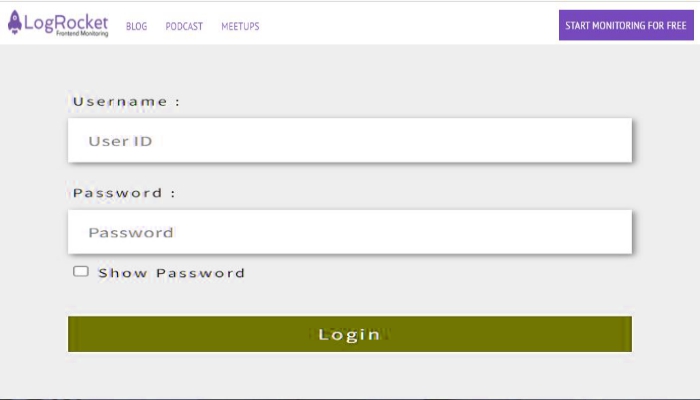 LogRocket
Frontend Monitoring
BLOG PODCAST MEETUPS
START MONITORING FOR FREE
Username :
User ID
Password :
Password
Show Password
Login